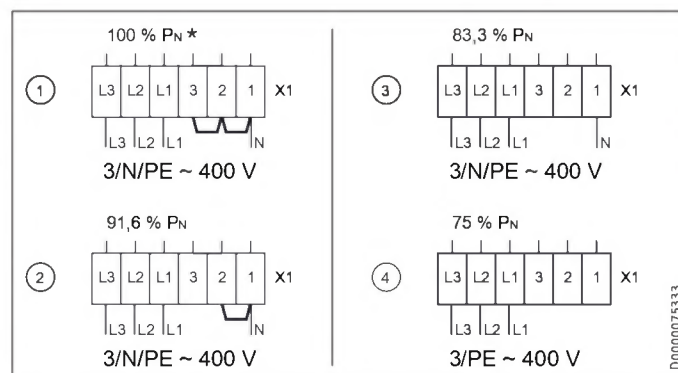 100 % PN *
1
L3 L2 L1 3 2 1 X1
L3 L2 L1 N
3/N/PE ~ 400 V
91,6 % PN
2
L3 L2 L1 3 2 1 X1
L3 L2 L1 N
3/N/PE ~ 400 V
83,3 % PN
3
L3 L2 L1 3 2 1 X1
L3 L2 L1 N
3/N/PE ~ 400 V
75 % PN
4
L3 L2 L1 3 2 1 X1
L3 L2 L1
3/PE ~ 400 V
D0000075333